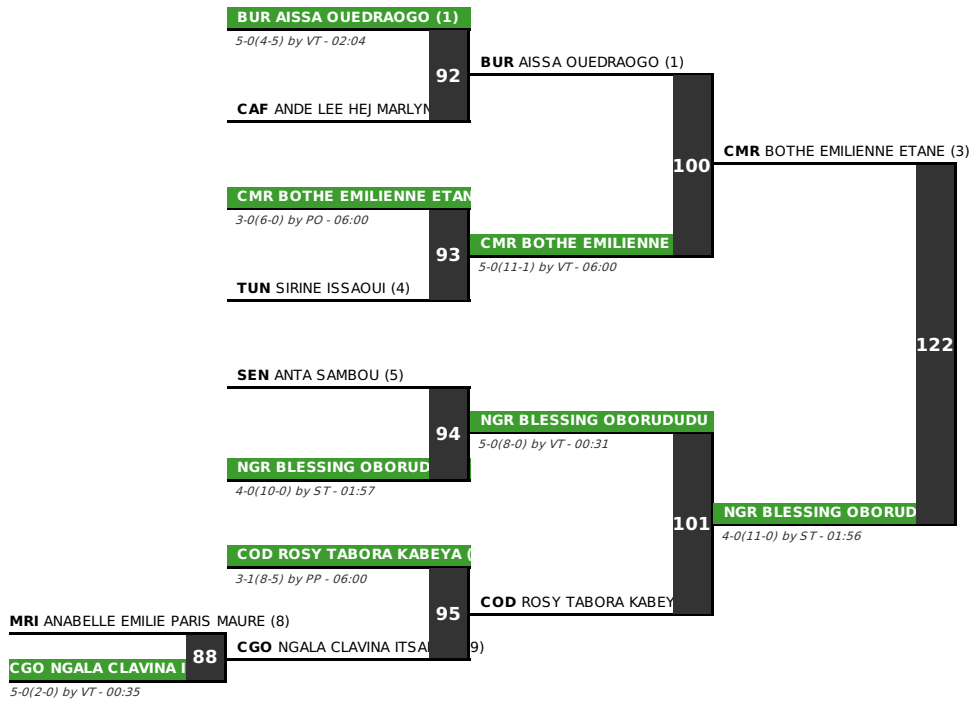 BUR AISSA OUEDRAOGO (1)
5-0(4-5) by VT - 02:04
92
CAF ANDE LEE HEJ MARLYN
BUR AISSA OUEDRAOGO (1)
100
CMR BOTHE EMILIENNE ETANE (3)
CMR BOTHE EMILIENNE ETAN
3-0(6-0) by PO - 06:00
93
TUN SIRINE ISSAOUI (4)
CMR BOTHE EMILIENNE
5-0(11-1) by VT - 06:00
122
SEN ANTA SAMBOU (5)
94
NGR BLESSING OBORUD
4-0(10-0) by ST - 01:57
NGR BLESSING OBORUDUDU
5-0(8-0) by VT - 00:31
101
NGR BLESSING OBORUD
4-0(11-0) by ST - 01:56
COD ROSY TABORA KABEYA (
3-1(8-5) by PP - 06:00
95
COD ROSY TABORA KABEY
MRI ANABELLE EMILIE PARIS MAURE (8)
88
CGO NGALA CLAVINA ITSA 9)
CGO NGALA CLAVINA I
5-0(2-0) by VT - 00:35